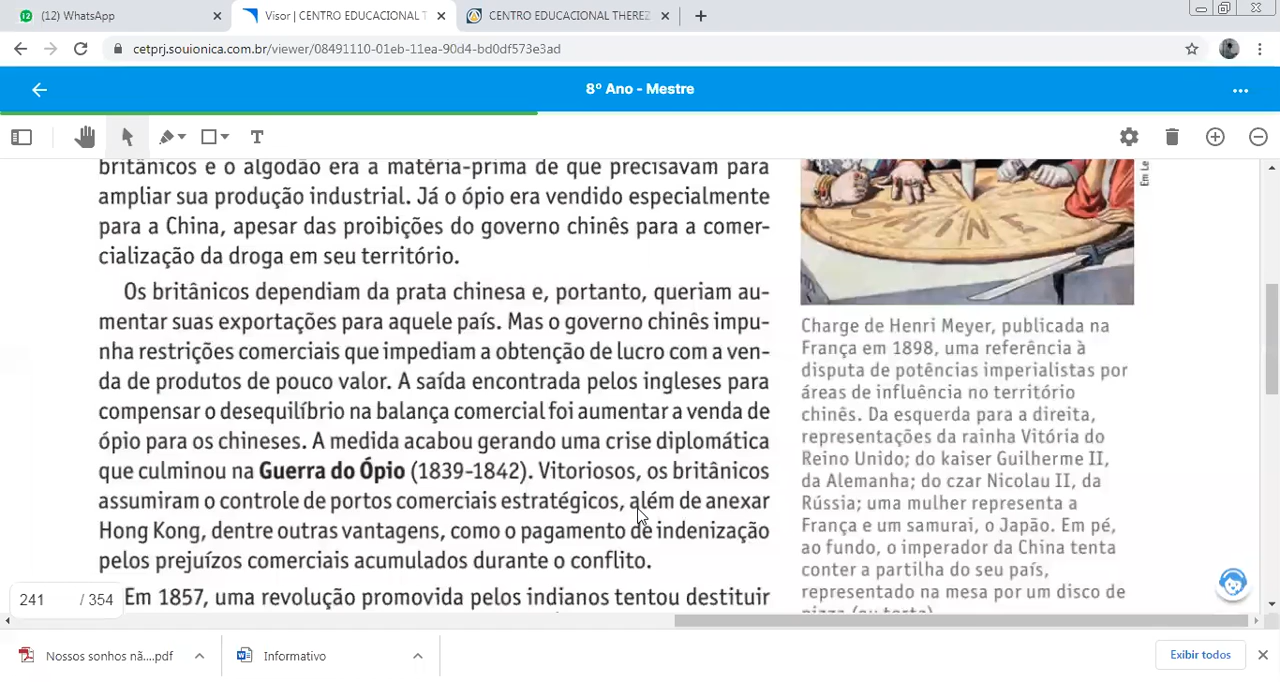 (12) WhatsApp
Visor | CENTRO EDUCACIONAL T
CENTRO EDUCACIONAL THEREZ
cetprj.souionica.com.br/viewer/08491110-01eb-11ea-90d4-bd0df573e3ad
8º Ano - Mestre
T
britânicos e o algodão era a matéria-prima de que precisavam para
ampliar sua produção industrial. Já o ópio era vendido especialmente
para a China, apesar das proibições do governo chinês para a comer-
cialização da droga em seu território.
Os britânicos dependiam da prata chinesa e, portanto, queriam au-
mentar suas exportações para aquele país. Mas o governo chinês impu-
nha restrições comerciais que impediam a obtenção de lucro com a ven-
da de produtos de pouco valor. A saída encontrada pelos ingleses para
compensar o desequilíbrio na balança comercial foi aumentar a venda de
ópio para os chineses. A medida acabou gerando uma crise diplomática
que culminou na Guerra do Ópio (1839-1842). Vitoriosos, os britânicos
assumiram o controle de portos comerciais estratégicos, além de anexar
Hong Kong, dentre outras vantagens, como o pagamento de indenização
pelos prejuízos comerciais acumulados durante o conflito.
Em 1857, uma revolução promovida pelos indianos tentou destituir
Em Le
Charge de Henri Meyer, publicada na
França em 1898, uma referência à
disputa de potências imperialistas por
áreas de influência no território
chinês. Da esquerda para a direita,
representações da rainha Vitória do
Reino Unido; do kaiser Guilherme II,
da Alemanha; do czar Nicolau II, da
Rússia; uma mulher representa a
França e um samurai, o Japão. Em pé,
ao fundo, o imperador da China tenta
conter a partilha do seu país,
representado na mesa por um disco de
pizza (ou torta)
241 / 354
Nossos sonhos nã....pdf
Informativo
Exibir todos